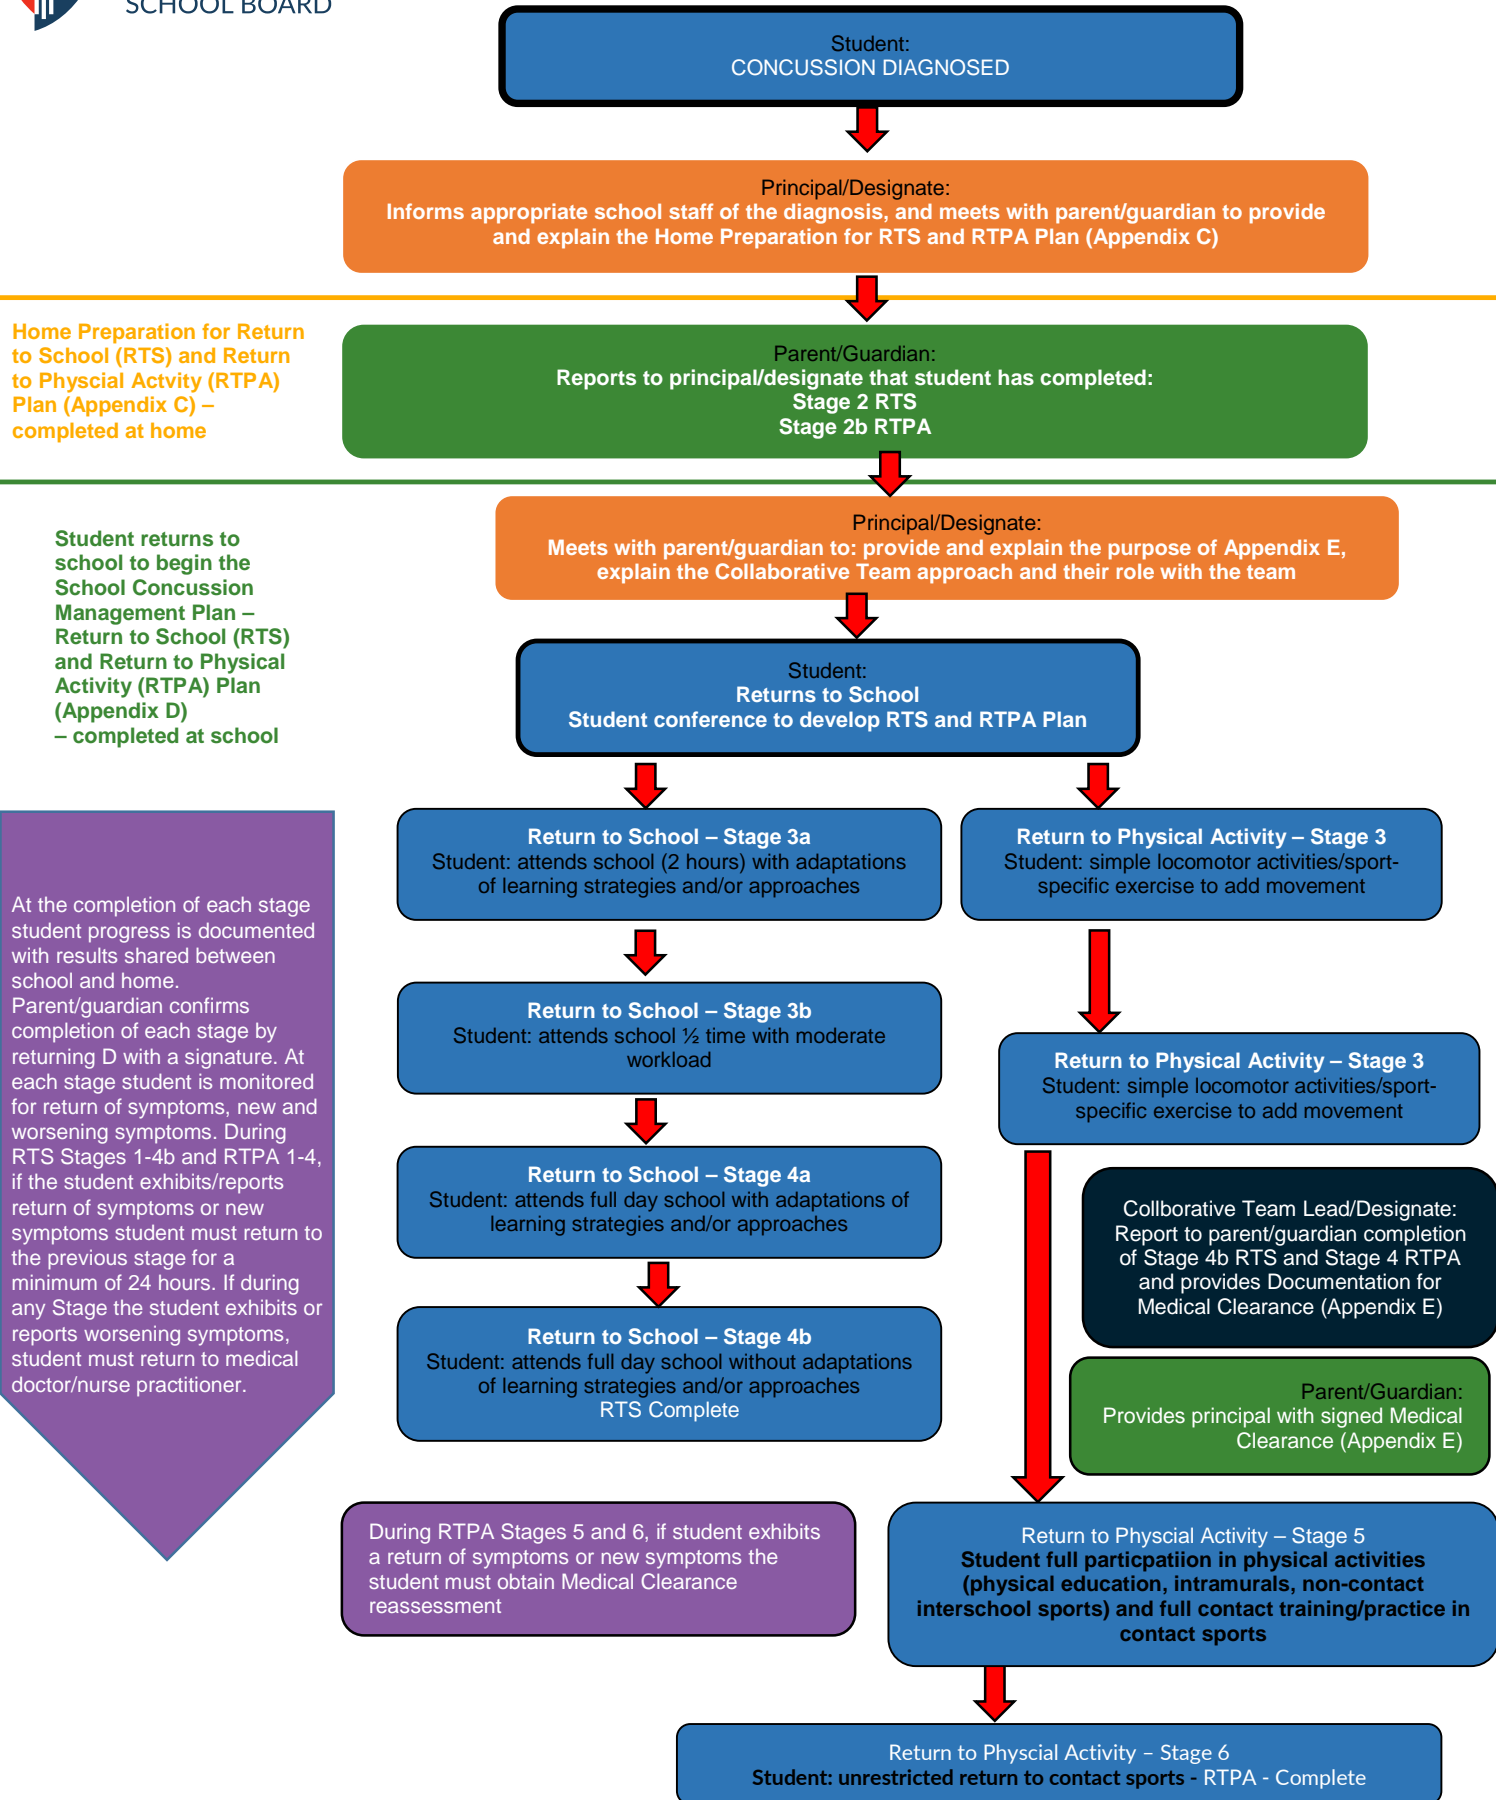 SCHOOL BOARD
Student:
CONCUSSION DIAGNOSED
Principal/Designate:
Informs appropriate school staff of the diagnosis, and meets with parent/guardian to provide
and explain the Home Preparation for RTS and RTPA Plan (Appendix C)
Home Preparation for Return
to School (RTS) and Return
to Physcial Actvity (RTPA)
Plan (Appendix C) –
completed at home
Parent/Guardian:
Reports to principal/designate that student has completed:
Stage 2 RTS
Stage 2b RTPA
Student returns to
school to begin the
School Concussion
Management Plan –
Return to School (RTS)
and Return to Physical
Activity (RTPA) Plan
(Appendix D)
– completed at school
Principal/Designate:
Meets with parent/guardian to: provide and explain the purpose of Appendix E,
explain the Collaborative Team approach and their role with the team
Student:
Returns to School
Student conference to develop RTS and RTPA Plan
At the completion of each stage
student progress is documented
with results shared between
school and home.
Parent/guardian confirms
completion of each stage by
returning D with a signature. At
each stage student is monitored
for return of symptoms, new and
worsening symptoms. During
RTS Stages 1-4b and RTPA 1-4,
if the student exhibits/reports
return of symptoms or new
symptoms student must return to
the previous stage for a
minimum of 24 hours. If during
any Stage the student exhibits or
reports worsening symptoms,
student must return to medical
doctor/nurse practitioner.
Return to School – Stage 3a
Student: attends school (2 hours) with adaptations
of learning strategies and/or approaches
Return to School – Stage 3b
Student: attends school ½ time with moderate
workload
Return to School – Stage 4a
Student: attends full day school with adaptations of
learning strategies and/or approaches
Return to School – Stage 4b
Student: attends full day school without adaptations
of learning strategies and/or approaches
RTS Complete
Return to Physical Activity – Stage 3
Student: simple locomotor activities/sport-
specific exercise to add movement
Return to Physical Activity – Stage 3
Student: simple locomotor activities/sport-
specific exercise to add movement
Collborative Team Lead/Designate:
Report to parent/guardian completion
of Stage 4b RTS and Stage 4 RTPA
and provides Documentation for
Medical Clearance (Appendix E)
Parent/Guardian:
Provides principal with signed Medical
Clearance (Appendix E)
During RTPA Stages 5 and 6, if student exhibits
a return of symptoms or new symptoms the
student must obtain Medical Clearance
reassessment
Return to Physcial Activity – Stage 5
Student full particpatiion in physical activities
(physical education, intramurals, non-contact
interschool sports) and full contact training/practice in
contact sports
Return to Physcial Activity – Stage 6
Student: unrestricted return to contact sports - RTPA - Complete